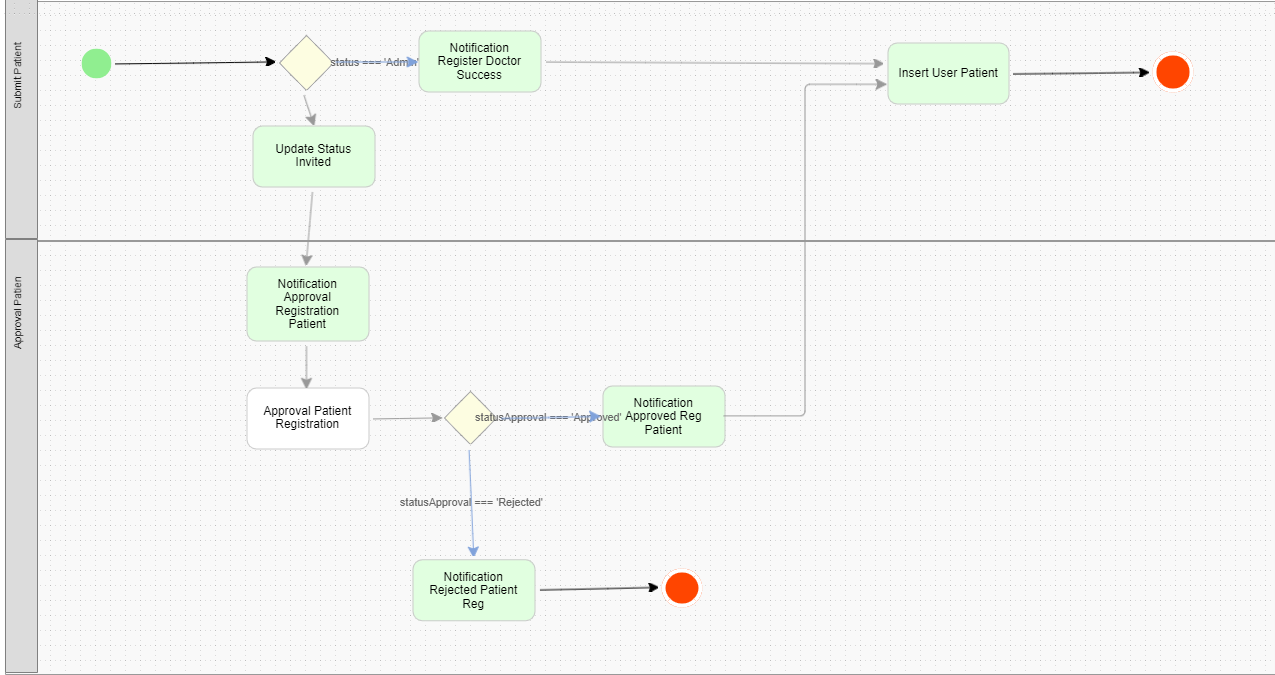 Submit Patient
status === 'Admin'
Notification
Register Doctor
Success
Insert User Patient
Update Status
Invited
Approval Patien
Notification
Approval
Registration
Patient
Approval Patient
Registration
statusApproval === 'Approved'
Notification
Approved Reg
Patient
statusApproval === 'Rejected'
Notification
Rejected Patient
Reg